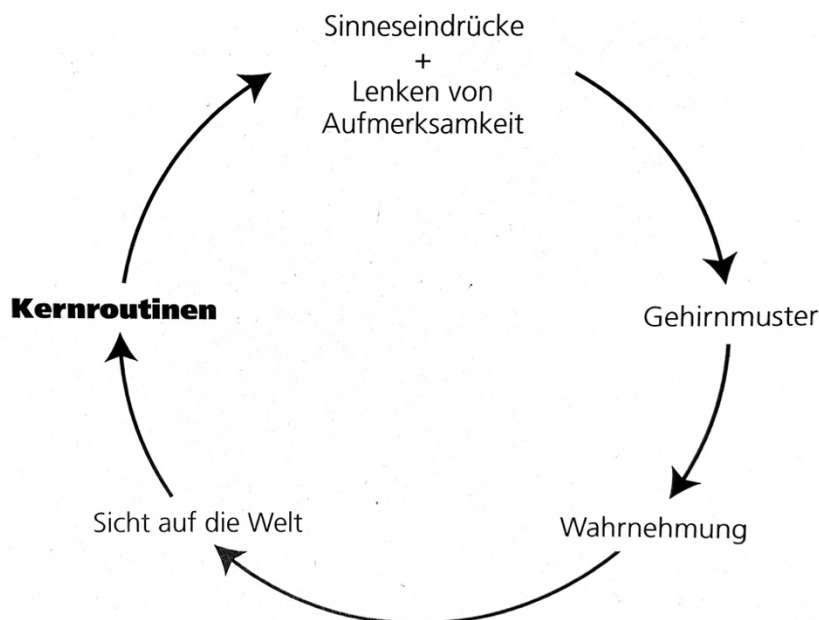 Sinneseindrücke
+
Lenken von
Aufmerksamkeit
Gehirnmuster
Wahrnehmung
Sicht auf die Welt
Kernroutinen